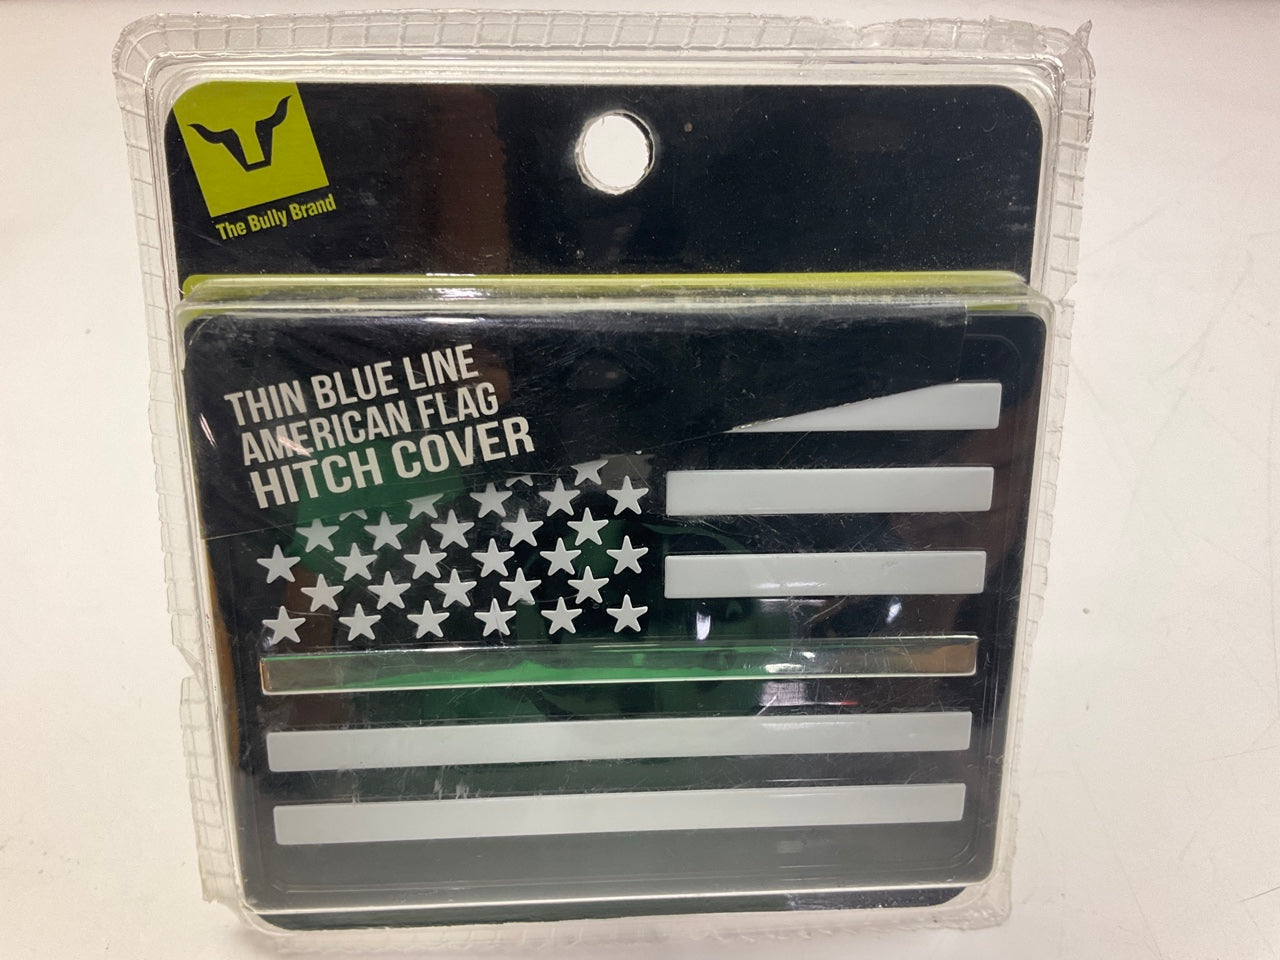 The Bully Brand
THIN BLUE LINE
AMERICAN FLAG
HITCH COVER